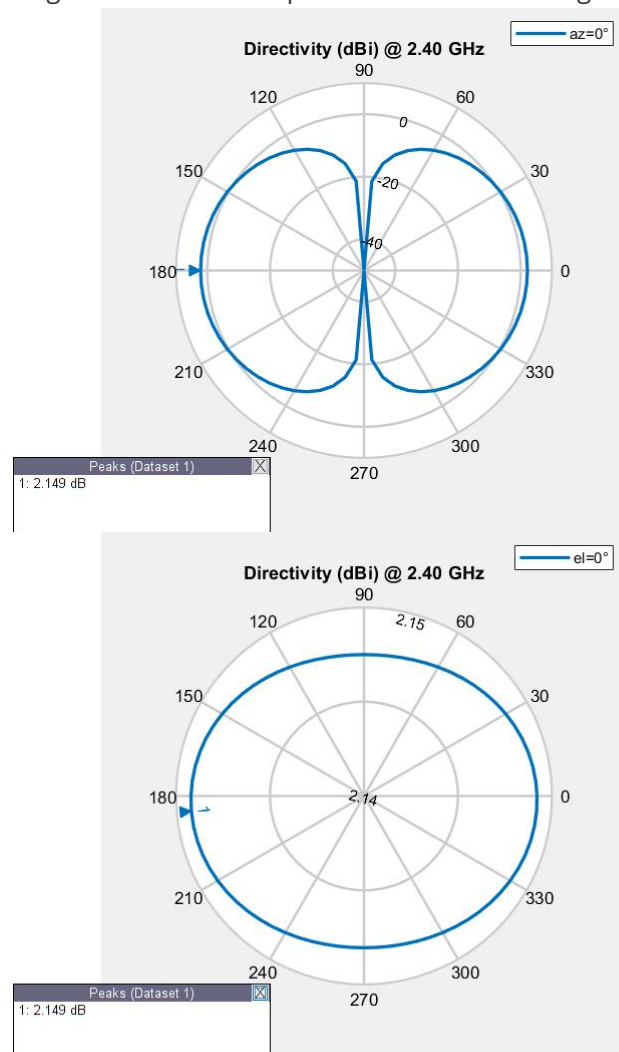 az=0°
Directivity (dBi) @ 2.40 GHz
90
120 60
0
150 30
-20
-40
180 0
210 330
240 300
270
Peaks (Dataset 1)
1: 2.149 dB
el=0°
Directivity (dBi) @ 2.40 GHz
90
120 2.15 60
150 30
180 2.14 0
1
210 330
240 300
270
Peaks (Dataset 1)
1: 2.149 dB